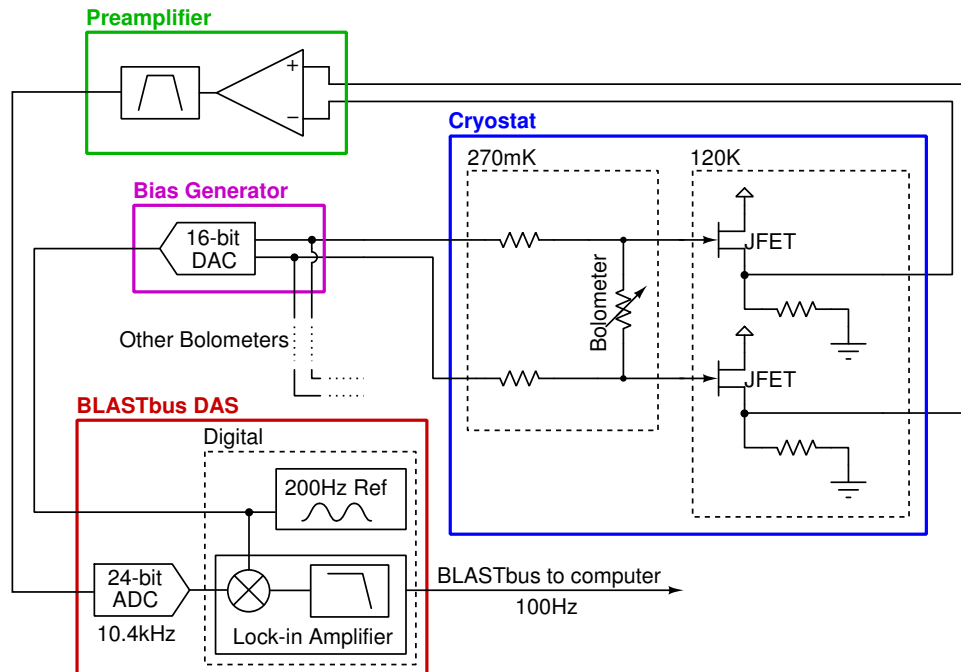 Preamplifier
+
−
Cryostat
270mK
120K
Bias Generator
16-bit
DAC
JFET
Bolometer
Other Bolometers
JFET
BLASTbus DAS
Digital
200Hz Ref
24-bit
ADC
10.4kHz
Lock-in Amplifier
BLASTbus to computer
100Hz